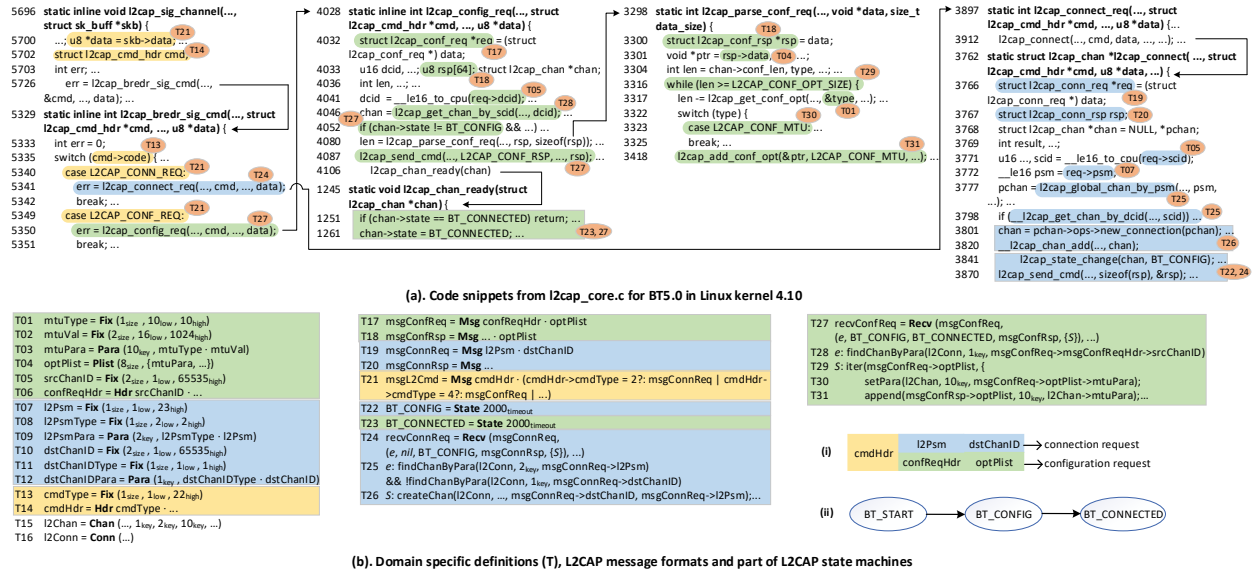 5696 static inline void l2cap_sig_channel(...,
struct sk_buff *skb) {
T21
5700 ...; u8 *data = skb->data; ...
5702 struct l2cap_cmd_hdr cmd;
T14
5703 int err; ...
5726 err = l2cap_bredr_sig_cmd(...,
&cmd, ..., data); ...
5329 static inline int l2cap_bredr_sig_cmd(..., struct
l2cap_cmd_hdr *cmd, ..., u8 *data) {
5333 int err = 0;
T13
5335 switch (cmd->code) { ...
5340 case L2CAP_CONN_REQ:
T21
T24
5341 err = l2cap_connect_req(..., cmd, ..., data);
5342 break; ...
5349 case L2CAP_CONF_REQ:
T21
T27
5350 err = l2cap_config_req(..., cmd, ..., data);
5351 break; ...
4028 static inline int l2cap_config_req(..., struct
l2cap_cmd_hdr *cmd, ..., u8 *data) {
4032 struct l2cap_conf_req *req = (struct
l2cap_conf_req *) data;
T17
4033 u16 dcid, ...; u8 rsp[64]; struct l2cap_chan *chan;
4036 int len, ...;
T18
T05
4041 dcid = __le16_to_cpu(req->dcid);
T28
4046 chan = l2cap_get_chan_by_scid(..., dcid);
T27
4052 if (chan->state != BT_CONFIG && ...) ...
4080 len = l2cap_parse_conf_req(..., rsp, sizeof(rsp)); ...
4087 l2cap_send_cmd(..., L2CAP_CONF_RSP, ..., rsp); ...
4106 l2cap_chan_ready(chan)
T27
1245 static void l2cap_chan_ready(struct
l2cap_chan *chan) {
1251 if (chan->state == BT_CONNECTED) return; ...
1261 chan->state = BT_CONNECTED; ...
T23, 27
3298 static int l2cap_parse_conf_req(..., void *data, size_t
data_size) {
T18
3300 struct l2cap_conf_rsp *rsp = data;
3301 void *ptr = rsp->data;
T04
...
3304 int len = chan->conf_len, type, ...; ...
T29
3316 while (len >= L2CAP_CONF_OPT_SIZE) {
3317 len -= l2cap_get_conf_opt(..., &type, ...); ...
T01
3322 switch (type) {
T30
3323 case L2CAP_CONF_MTU:
3325 break; ...
T31
3418 l2cap_add_conf_opt(&ptr, L2CAP_CONF_MTU, ...); ...
3897 static int l2cap_connect_req(..., struct
l2cap_cmd_hdr *cmd, ..., u8 *data) {...
3912 l2cap_connect(...,cmd, data, ..., ...); ...
3762 static struct l2cap_chan *l2cap_connect( ..., struct
l2cap_cmd_hdr *cmd, u8 *data, ...) {
3766 struct l2cap_conn_req *req = (struct
l2cap_conn_req *) data;
T19
3767 struct l2cap_conn_rsp rsp;
T20
3768 struct l2cap_chan *chan = NULL, *pchan;
3769 int result, ...;
T05
3771 u16 ..., scid = __le16_to_cpu(req->scid);
3772 __le16 psm = req->psm;
T07
3777 pchan = l2cap_global_chan_by_psm(..., psm,
...); ...
T25
3798 if (__l2cap_get_chan_by_dcid(..., scid)) ...
T25
3801 chan = pchan->ops->new_connection(pchan); ...
3820 __l2cap_chan_add(..., chan);
T26
3841 l2cap_state_change(chan, BT_CONFIG); ...
3870 l2cap_send_cmd(..., sizeof(rsp), &rsp); ...
T22, 24
(a). Code snippets from l2cap_core.c for BT5.0 in Linux kernel 4.10
T01 mtuType = Fix (1size , 10low , 10high)
T02 mtuVal = Fix (2size , 16low , 1024high)
T03 mtuPara = Para (10key , mtuType · mtuVal)
T04 optPlist = Plist (8size , {mtuPara, ...})
T05 srcChanID = Fix (2size , 1low , 65535high)
T06 confReqHdr = Hdr srcChanID · ...
T07 l2Psm = Fix (1size , 1low , 23high)
T08 l2PsmType = Fix (1size , 2low , 2high)
T09 l2PsmPara = Para (2key , l2PsmType · l2Psm)
T10 dstChanID = Fix (2size , 1low , 65535high)
T11 dstChanIDType = Fix (1size , 1low , 1high)
T12 dstChanIDPara = Para (1key , dstChanIDType · dstChanID)
T13 cmdType = Fix (1size , 1low , 22high)
T14 cmdHdr = Hdr cmdType · ...
T15 l2Chan = Chan (..., 1key, 2key, 10key, ...)
T16 l2Conn = Conn (...)
T17 msgConfReq = Msg confReqHdr · optPlist
T18 msgConfRsp = Msg ... · optPlist
T19 msgConnReq = Msg l2Psm · dstChanID
T20 msgConnRsp = Msg ...
T21 msgL2Cmd = Msg cmdHdr · (cmdHdr->cmdType = 2?: msgConnReq | cmdHdr-
>cmdType = 4?: msgConfReq | ...)
T22 BT_CONFIG = State 2000timeout
T23 BT_CONNECTED = State 2000timeout
T24 recvConnReq = Recv (msgConnReq,
(e, nil, BT_CONFIG, msgConnRsp, {S}), ...)
T25 e: findChanByPara(l2Conn, 2key, msgConnReq->l2Psm)
&& !findChanByPara(l2Conn, 1key, msgConnReq->dstChanID)
T26 S: createChan(l2Conn, ..., msgConnReq->dstChanID, msgConnReq->l2Psm);...
T27 recvConfReq = Recv (msgConfReq,
(e, BT_CONFIG, BT_CONNECTED, msgConfRsp, {S}), ...)
T28 e: findChanByPara(l2Conn, 1key, msgConfReq->msgConfReqHdr->srcChanID)
T29 S: iter(msgConfReq->optPlist, {
T30 setPara(l2Chan, 10key, msgConfReq->optPlist->mtuPara);
T31 append(msgConfRsp->optPlist, 10key, l2Chan->mtuPara);...
(i) cmdHdr l2Psm dstChanID connection request
confReqHdr optPlist configuration request
(ii) BT_START BT_CONFIG BT_CONNECTED
(b). Domain specific definitions (T), L2CAP message formats and part of L2CAP state machines